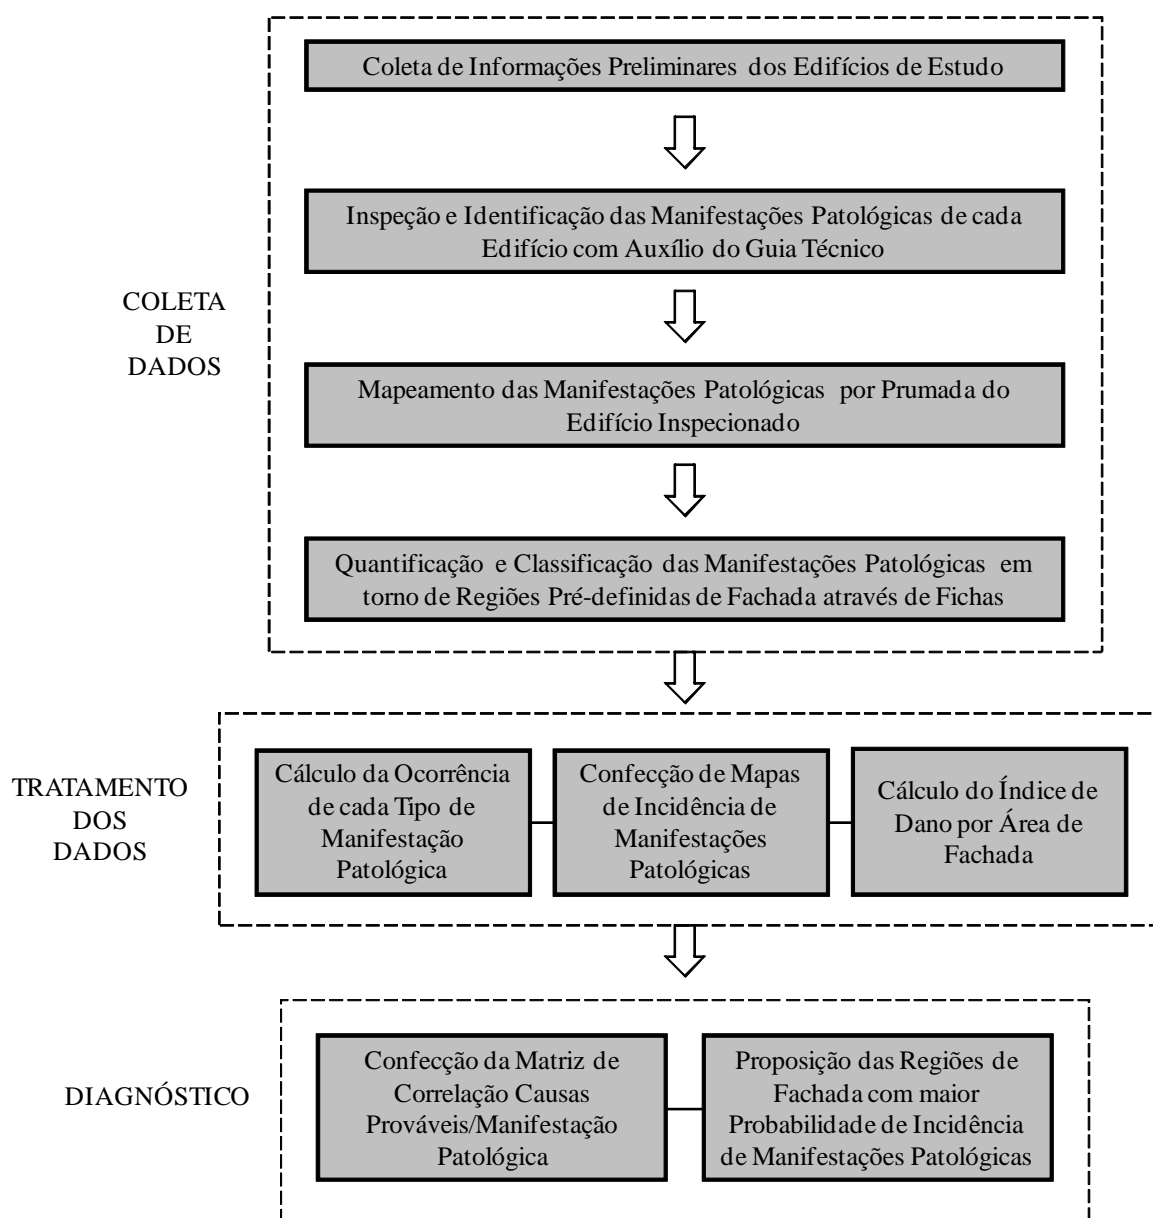 Coleta de Informações Preliminares dos Edifícios de Estudo
Inspeção e Identificação das Manifestações Patológicas de cada
Edifício com Auxílio do Guia Técnico
COLETA
DE
DADOS
Mapeamento das Manifestações Patológicas por Prumada do
Edifício Inspecionado
Quantificação e Classificação das Manifestações Patológicas em
torno de Regiões Pré-definidas de Fachada através de Fichas
TRATAMENTO
DOS
DADOS
Cálculo da Ocorrência
de cada Tipo de
Manifestação
Patológica
Confecção de Mapas
de Incidência de
Manifestações
Patológicas
Cálculo do Índice de
Dano por Área de
Fachada
DIAGNÓSTICO
Confecção da Matriz de
Correlação Causas
Prováveis/Manifestação
Patológica
Proposição das Regiões de
Fachada com maior
Probabilidade de Incidência
de Manifestações Patológicas